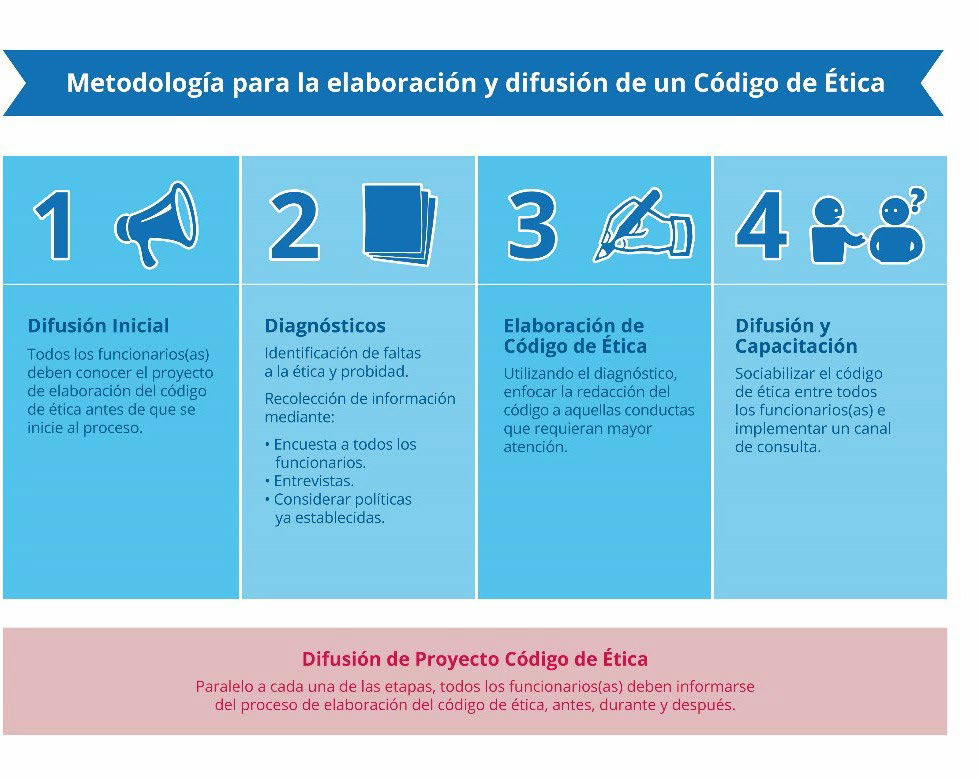 Metodología para la elaboración y difusión de un Código de Ética
1
2
3
4
?
Difusión Inicial
Todos los funcionarios(as)
deben conocer el proyecto
de elaboración del código
de ética antes de que se
inicie al proceso.
Diagnósticos
Identificación de faltas
a la ética y probidad.
Recolección de información
mediante:
• Encuesta a todos los
funcionarios.
• Entrevistas.
• Considerar políticas
ya establecidas.
Elaboración de
Código de Ética
Utilizando el diagnóstico,
enfocar la redacción del
código a aquellas conductas
que requieran mayor
atención.
Difusión y
Capacitación
Sociabilizar el código
de ética entre todos
los funcionarios(as) e
implementar un canal
de consulta.
Difusión de Proyecto Código de Ética
Paralelo a cada una de las etapas, todos los funcionarios(as) deben informarse
del proceso de elaboración del código de ética, antes, durante y después.